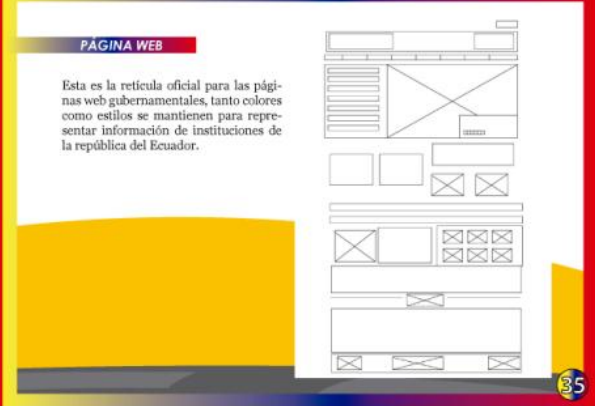 PÁGINA WEB
Esta es la retícula oficial para las pági-
nas web gubernamentales, tanto colores
como estilos se mantienen para repre-
sentar información de instituciones de
la república del Ecuador.
35